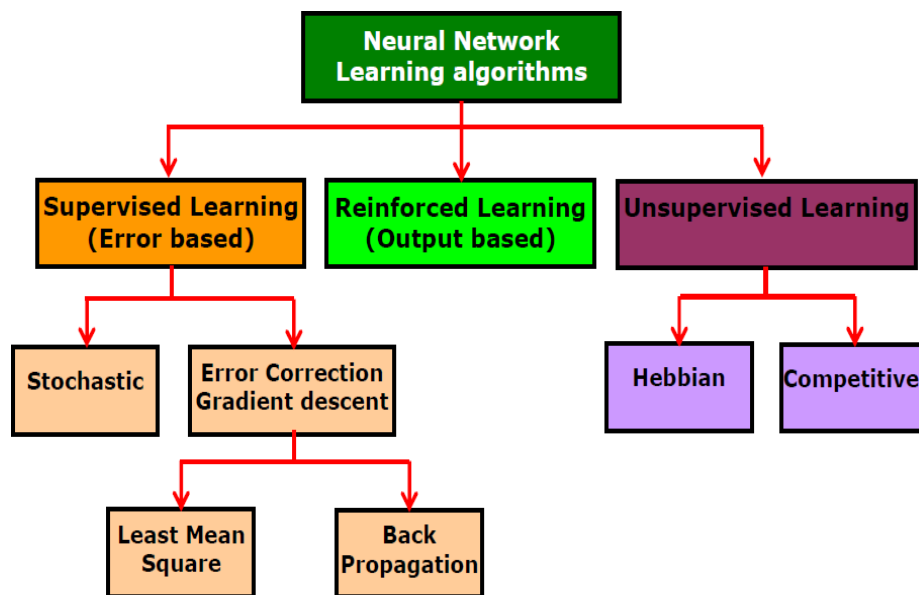 Neural Network
Learning algorithms
Supervised Learning
(Error based)
Reinforced Learning
(Output based)
Unsupervised Learning
Stochastic
Error Correction
Gradient descent
Hebbian
Competitive
Least Mean
Square
Back
Propagation